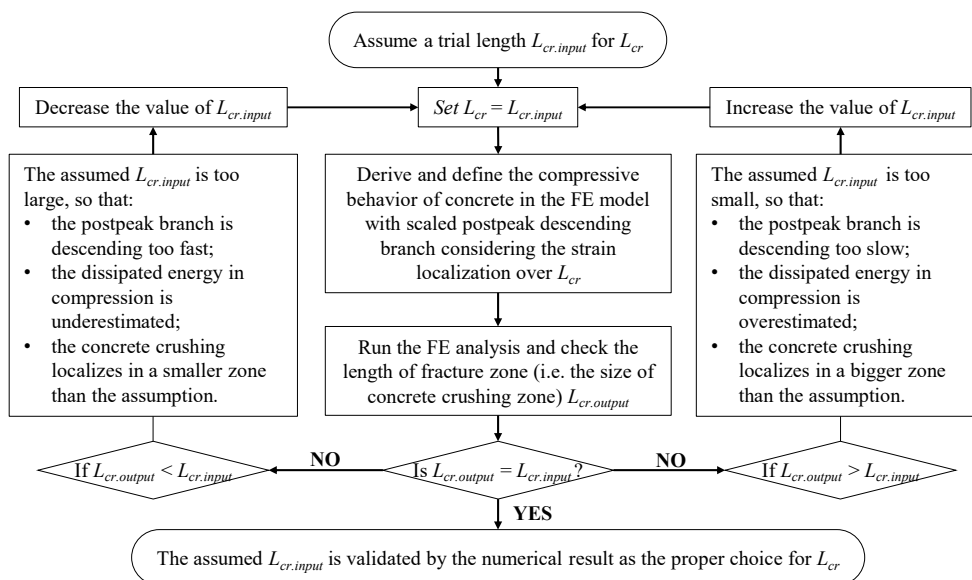 Assume a trial length L_cr.input for L_cr
Decrease the value of L_cr.input
Set L_cr = L_cr.input
Increase the value of L_cr.input
The assumed L_cr.input is too
large, so that:
• the postpeak branch is
descending too fast;
• the dissipated energy in
compression is
underestimated;
• the concrete crushing
localizes in a smaller zone
than the assumption.
Derive and define the compressive
behavior of concrete in the FE model
with scaled postpeak descending
branch considering the strain
localization over L_cr
The assumed L_cr.input is too
small, so that:
• the postpeak branch is
descending too slow;
• the dissipated energy in
compression is
overestimated;
• the concrete crushing
localizes in a bigger zone
than the assumption.
Run the FE analysis and check the
length of fracture zone (i.e. the size of
concrete crushing zone) L_cr.output
If L_cr.output < L_cr.input
NO
Is L_cr.output = L_cr.input?
NO
If L_cr.output > L_cr.input
YES
The assumed L_cr.input is validated by the numerical result as the proper choice for L_cr